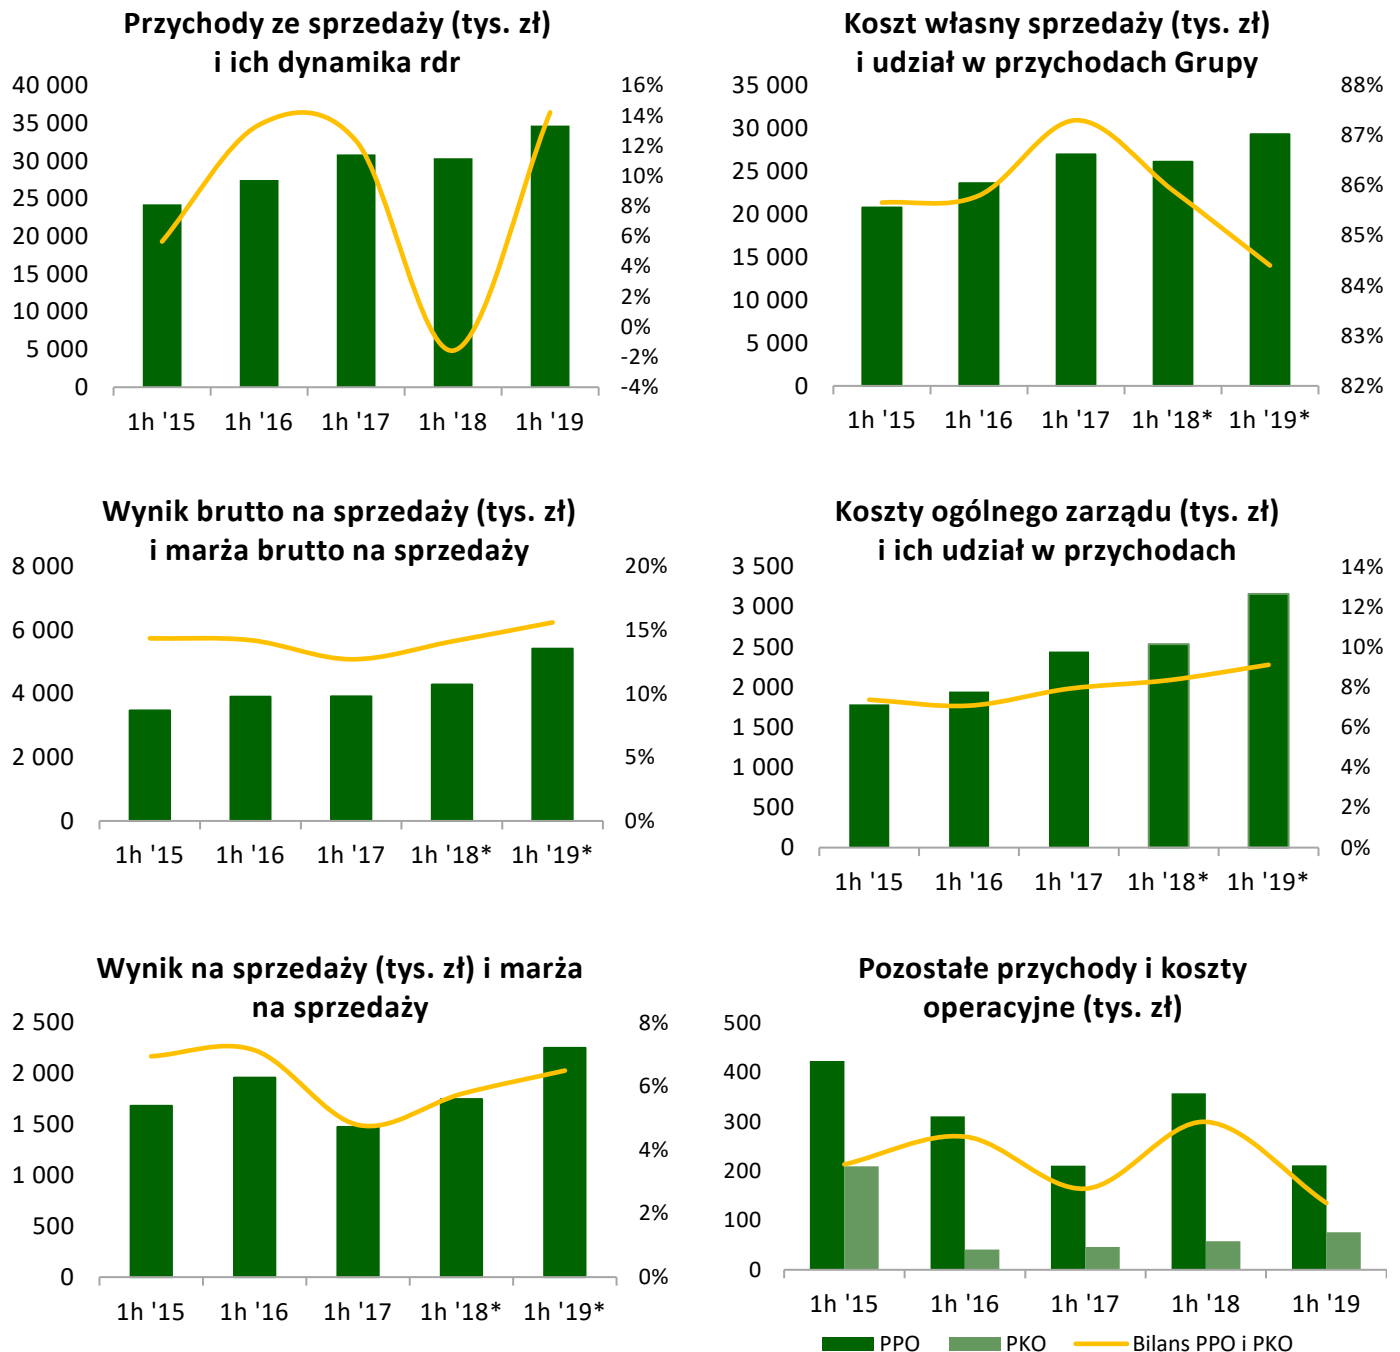 Przychody ze sprzedaży (tys. zł)
i ich dynamika rdr
40 000
35 000
30 000
25 000
20 000
15 000
10 000
5 000
0
16%
14%
12%
10%
8%
6%
4%
2%
0%
-2%
-4%
1h '15
1h '16
1h '17
1h '18
1h '19
Koszt własny sprzedaży (tys. zł)
i udział w przychodach Grupy
35 000
30 000
25 000
20 000
15 000
10 000
5 000
0
88%
87%
86%
85%
84%
83%
82%
1h '15
1h '16
1h '17
1h '18*
1h '19*
Wynik brutto na sprzedaży (tys. zł)
i marża brutto na sprzedaży
8 000
6 000
4 000
2 000
0
20%
15%
10%
5%
0%
1h '15
1h '16
1h '17
1h '18*
1h '19*
Koszty ogólnego zarządu (tys. zł)
i ich udział w przychodach
3 500
3 000
2 500
2 000
1 500
1 000
500
0
14%
12%
10%
8%
6%
4%
2%
0%
1h '15
1h '16
1h '17
1h '18*
1h '19*
Wynik na sprzedaży (tys. zł) i marża
na sprzedaży
2 500
2 000
1 500
1 000
500
0
8%
6%
4%
2%
0%
1h '15
1h '16
1h '17
1h '18*
1h '19*
Pozostałe przychody i koszty
operacyjne (tys. zł)
500
400
300
200
100
0
1h '15
1h '16
1h '17
1h '18
1h '19
PPO
PKO
Bilans PPO i PKO